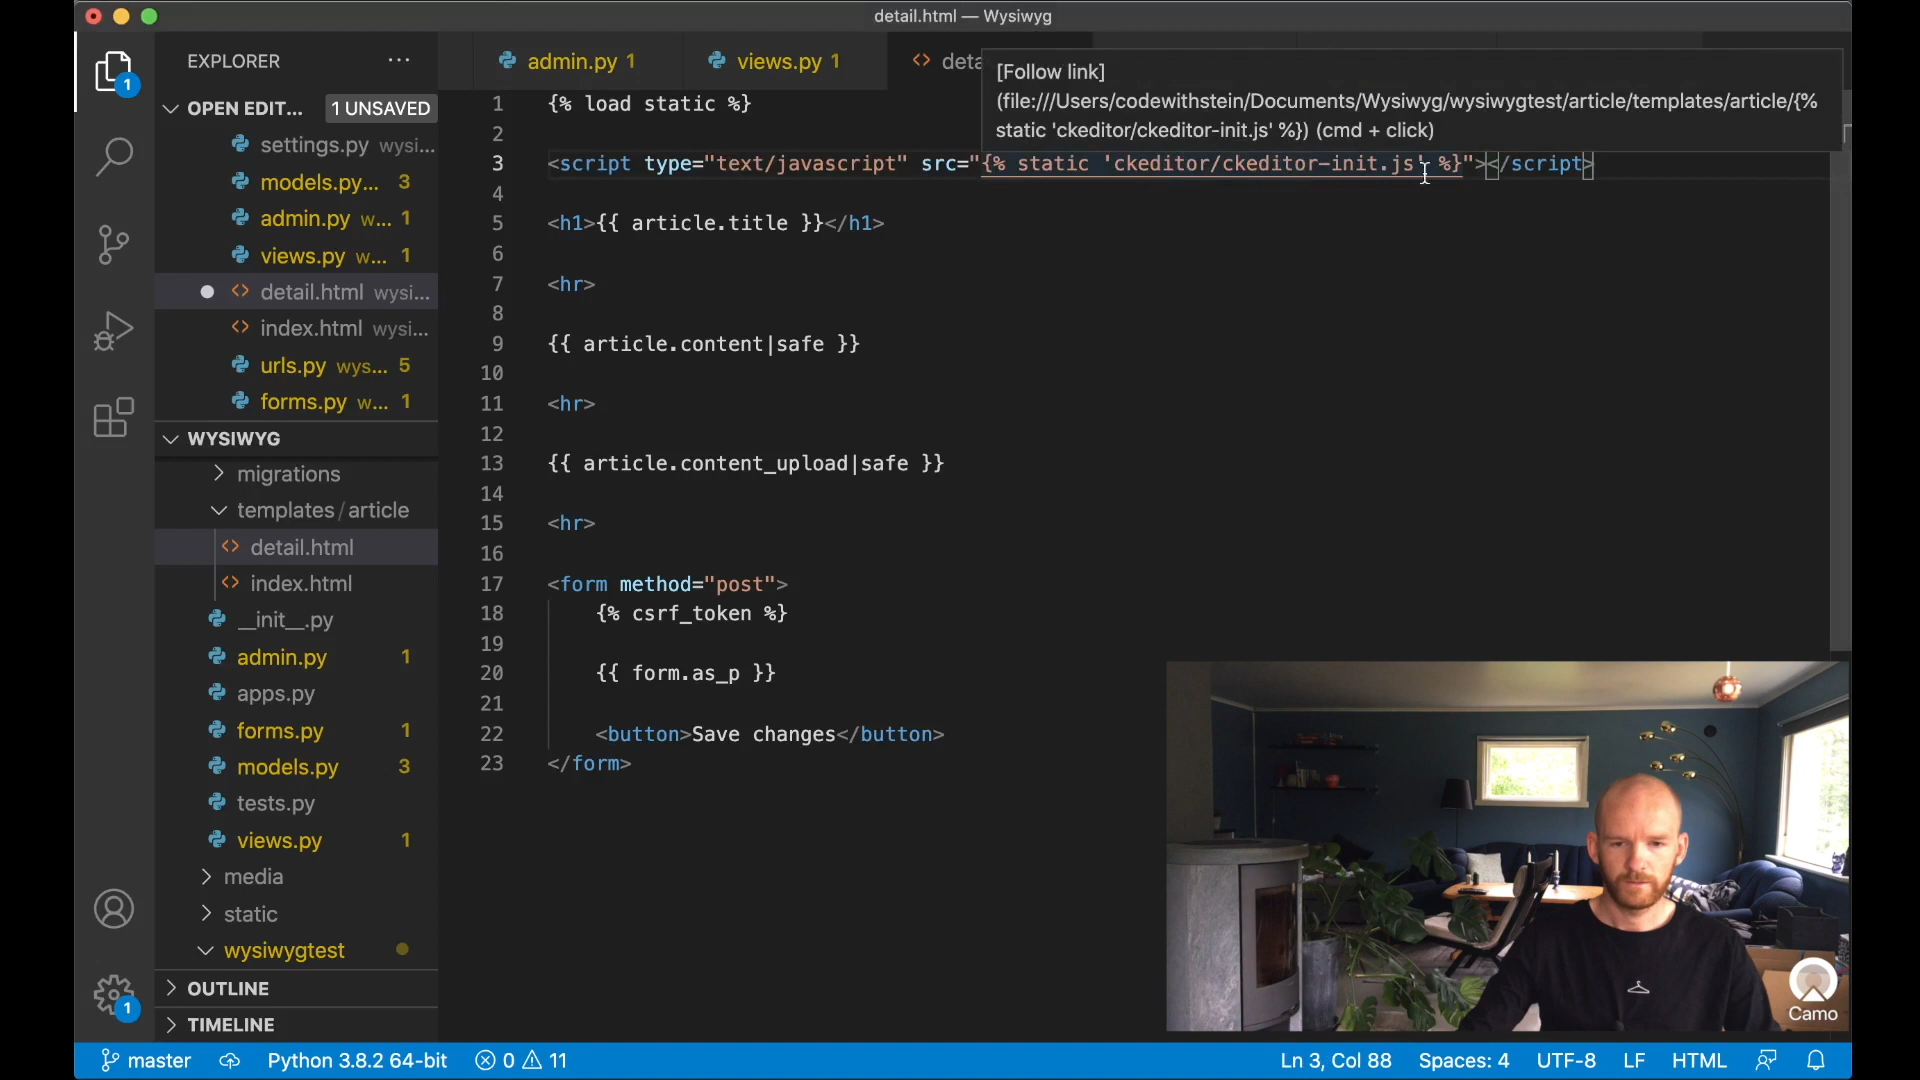 detail.html — Wysiwyg
EXPLORER ···
OPEN EDIT... 1 UNSAVED
settings.py wysi...
models.py... 3
admin.py w... 1
views.py w... 1
detail.html wysi...
index.html wysi...
urls.py wys... 5
forms.py w... 1
WYSIWYG
migrations
templates/article
detail.html
index.html
__init__.py
admin.py 1
apps.py
forms.py 1
models.py 3
tests.py
views.py 1
media
static
wysiwygtest
OUTLINE
TIMELINE
1
1
admin.py 1
views.py 1
deta
[Follow link]
(file:///Users/codewithstein/Documents/Wysiwyg/wysiwygtest/article/templates/article/{%
static 'ckeditor/ckeditor-init.js' %}) (cmd + click)
1 {% load static %}
2
3 <script type="text/javascript" src="{% static 'ckeditor/ckeditor-init.js' %}"></script>
4
5 <h1>{{ article.title }}</h1>
6
7 <hr>
8
9 {{ article.content|safe }}
10
11 <hr>
12
13 {{ article.content_upload|safe }}
14
15 <hr>
16
17 <form method="post">
18 {% csrf_token %}
19
20 {{ form.as_p }}
21
22 <button>Save changes</button>
23 </form>
Camo
master Python 3.8.2 64-bit 0 11 Ln 3, Col 88 Spaces: 4 UTF-8 LF HTML